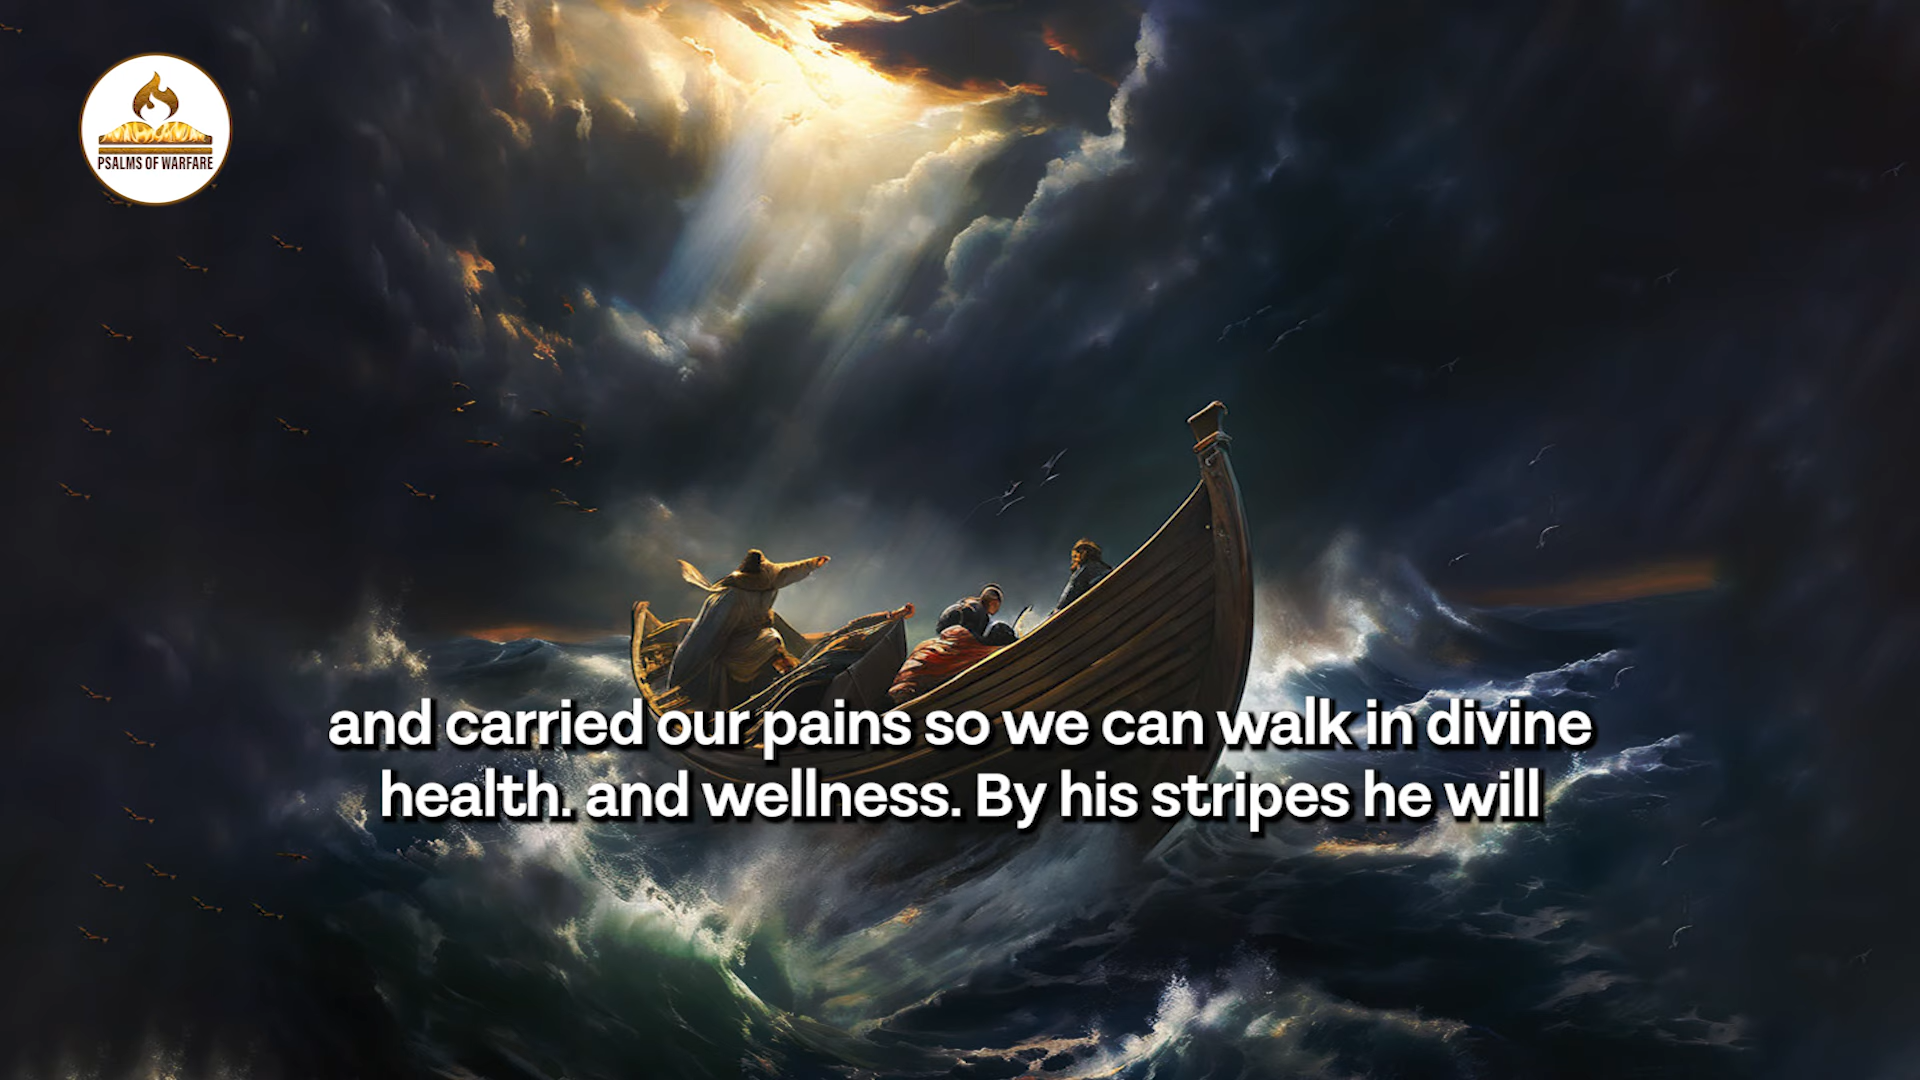 PSALMS OF WARFARE
and carried our pains so we can walk in divine
health. and wellness. By his stripes he will